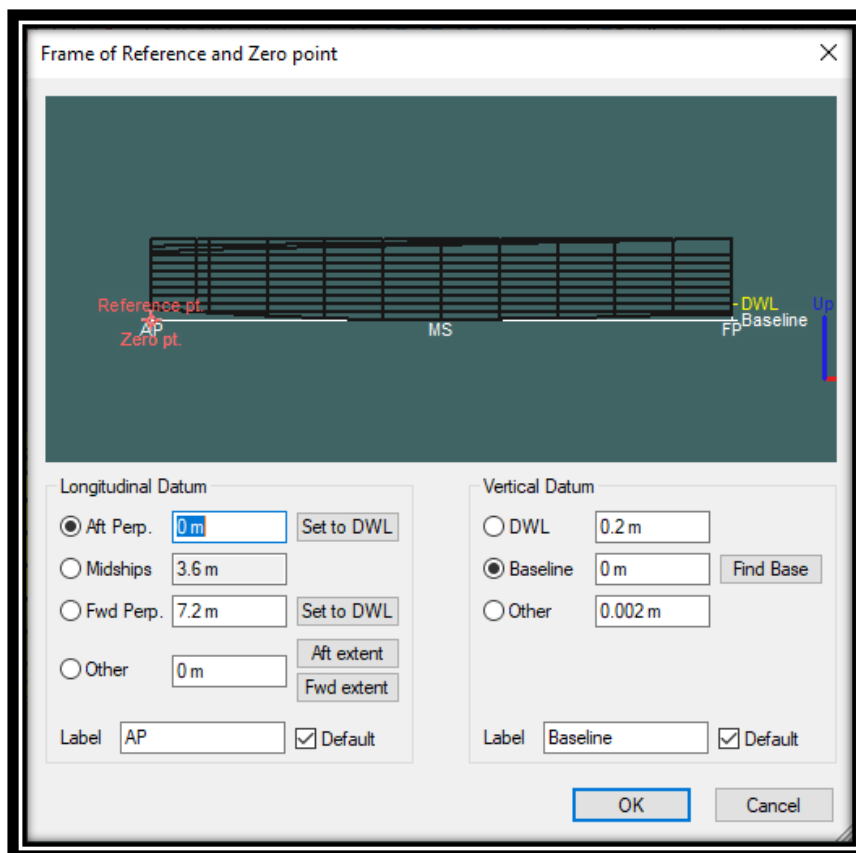 Frame of Reference and Zero point
Reference pt.
DWL
Up
AP
MS
FP
Baseline
Zero pt.
Longitudinal Datum
Aft Perp. 0 m Set to DWL
Midships 3.6 m
Fwd Perp. 7.2 m Set to DWL
Aft extent
Other 0 m
Fwd extent
Label AP Default
Vertical Datum
DWL 0.2 m
Baseline 0 m Find Base
Other 0.002 m
Label Baseline Default
OK Cancel